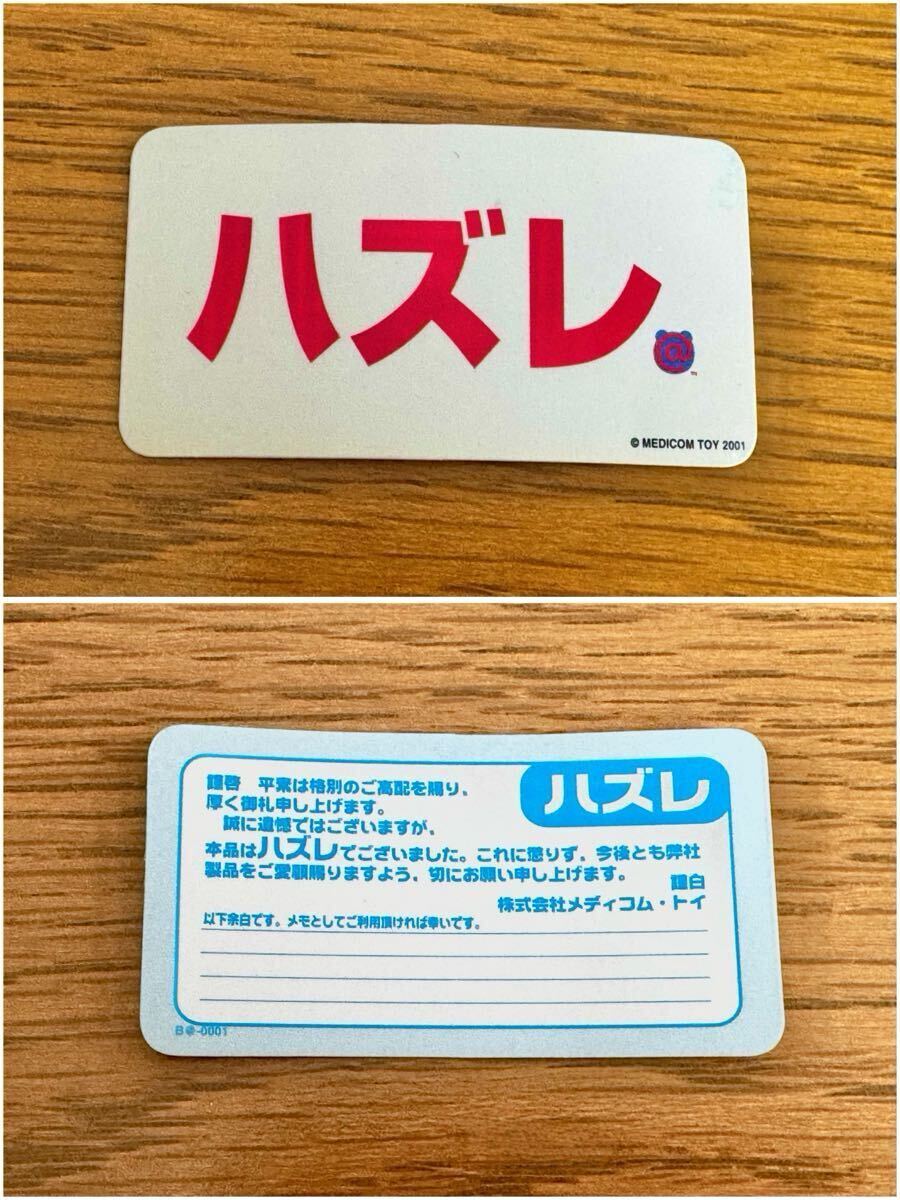 ハズレ
@
TM
© MEDICOM TOY 2001
ハズレ
謹啓 平素は格別のご高配を賜り、
厚く御礼申し上げます。
誠に遺憾ではございますが、
本品はハズレでございました。これに懲りず、今後とも弊社
製品をご愛顧賜りますよう、切にお願い申し上げます。
謹白
株式会社メディコム・トイ
以下余白です。メモとしてご利用頂ければ幸いです。
B@-0001